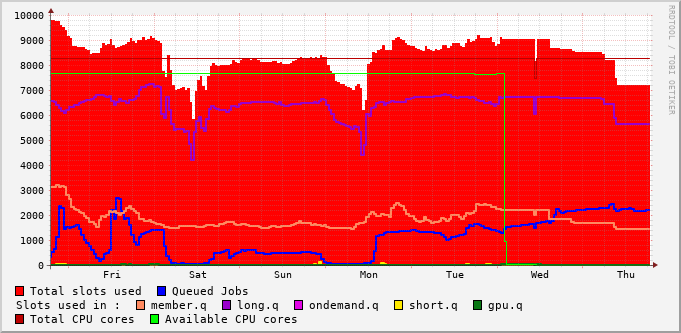 10000
9000
8000
7000
6000
5000
4000
3000
2000
1000
0
Fri Sat Sun Mon Tue Wed Thu
RRDTOOL / TOBI OETIKER
Total slots used Queued Jobs
Slots used in : member.q long.q ondemand.q short.q gpu.q
Total CPU cores Available CPU cores